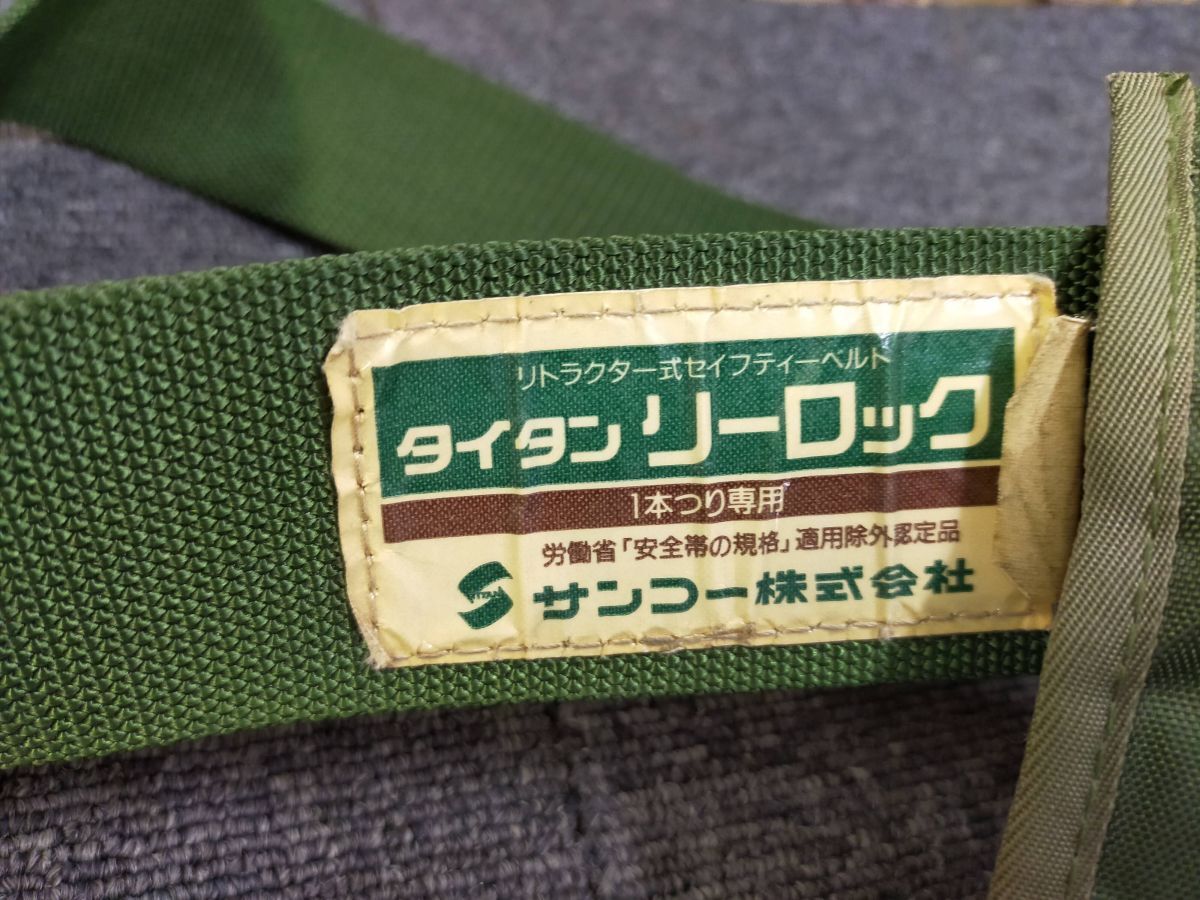 リトラクター式セイフティーベルト
タイタン リーロック
1本つり専用
労働省「安全帯の規格」適用除外認定品
TITAN サンコー株式会社